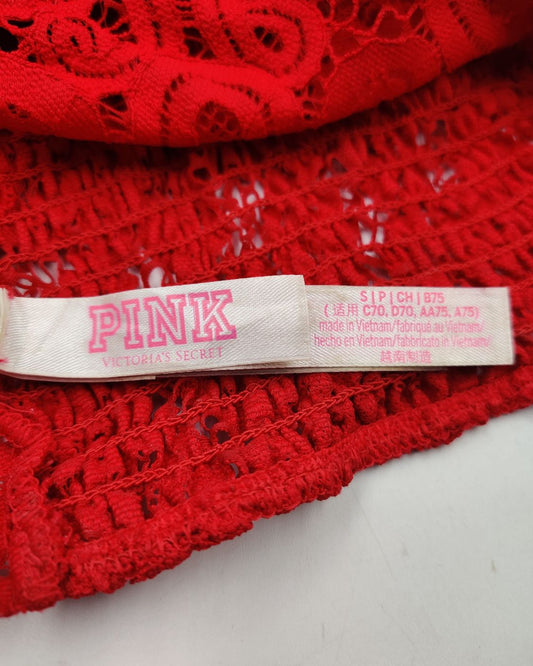 PINK
VICTORIA'S SECRET
S | P | CH | B75
(适用 C70, D70, AA75, A75)
made in Vietnam/fabriqué au Vietnam/
hecho en Vietnam/fabbricato in Vietnam/
越南制造